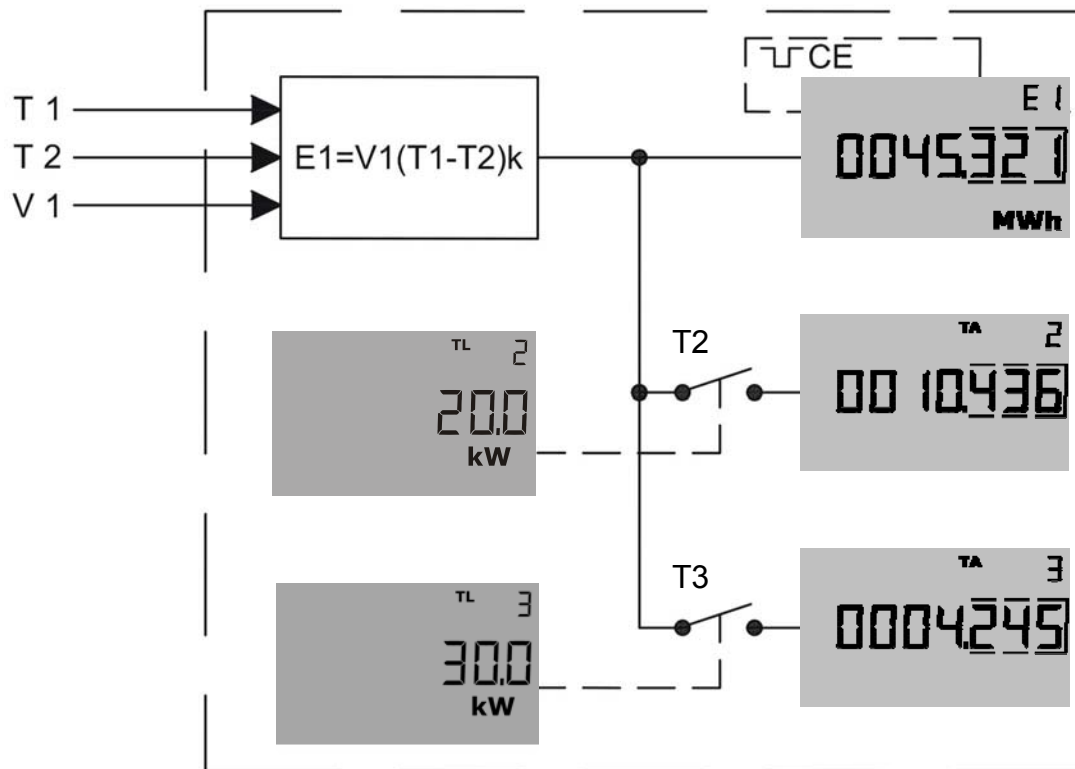 CE
T 1
T 2
V 1
E1=V1(T1-T2)k
E 1
0045.321
MWh
T2
TL 2
20.0
kW
TA 2
0010.436
T3
TL 3
30.0
kW
TA 3
0004.245